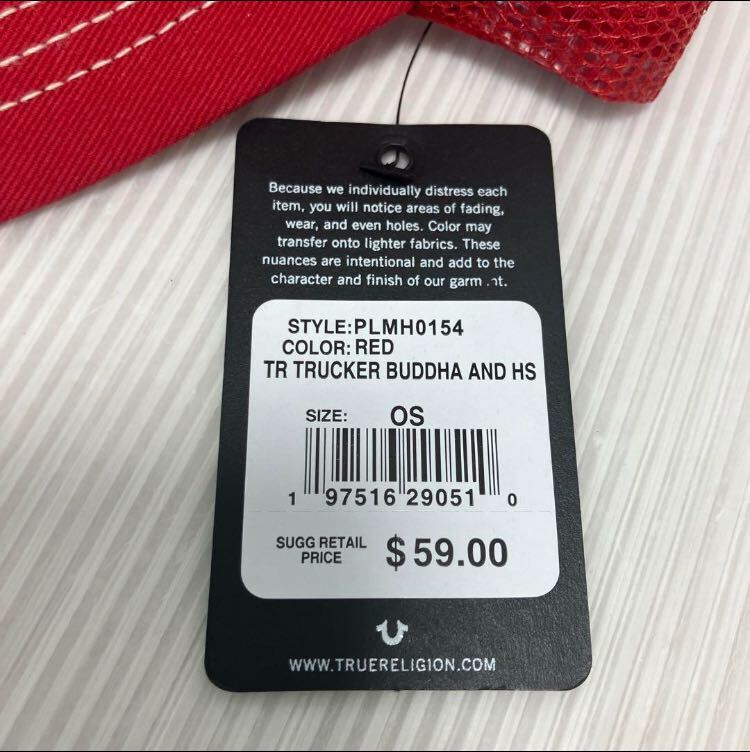 Because we individually distress each
item, you will notice areas of fading,
wear, and even holes. Color may
transfer onto lighter fabrics. These
nuances are intentional and add to the
character and finish of our
STYLE:PLMH0154
COLOR: RED
TR TRUCKER BUDDHA AND HS
SIZE: OS
1 97516 29051 0
SUGG RETAIL
PRICE $59.00
WWW.TRUERELIGION.COM